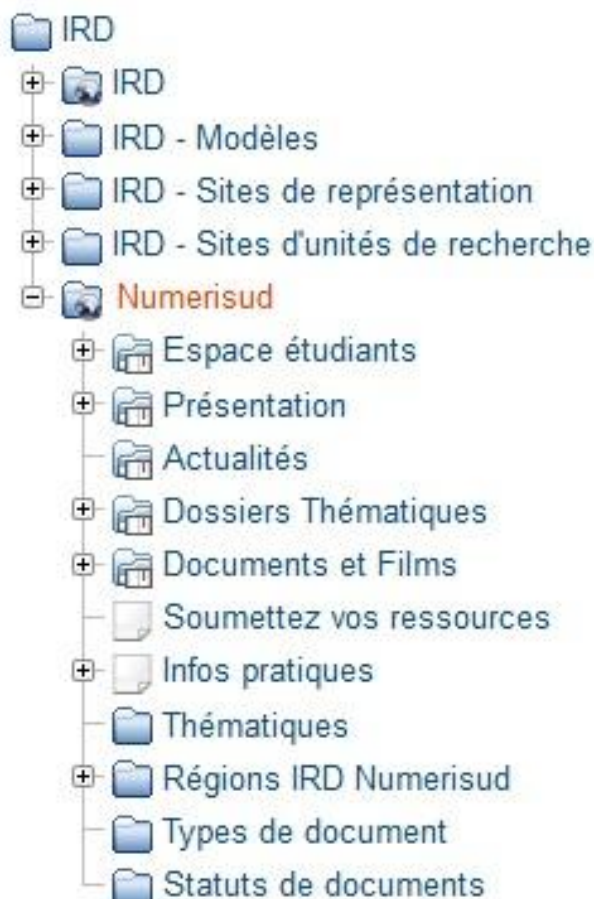 IRD
IRD
IRD - Modèles
IRD - Sites de représentation
IRD - Sites d'unités de recherche
Numerisud
Espace étudiants
Présentation
Actualités
Dossiers Thématiques
Documents et Films
Soumettez vos ressources
Infos pratiques
Thématiques
Régions IRD Numerisud
Types de document
Statuts de documents